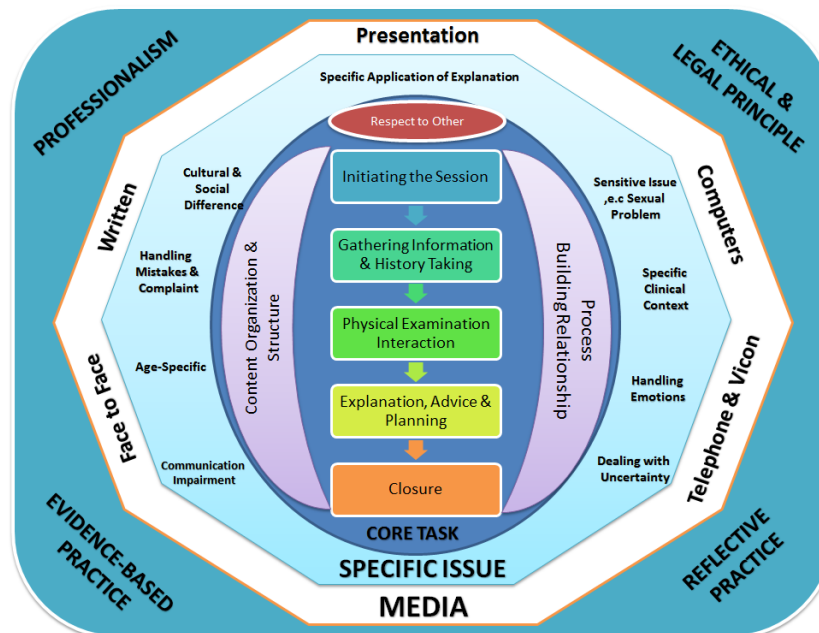 PROFESSIONALISM
Presentation
ETHICAL &
LEGAL PRINCIPLE
Specific Application of Explanation
Respect to Other
Written
Computers
Cultural &
Social
Difference
Initiating the Session
Sensitive Issue
,e.c Sexual
Problem
Handling
Mistakes &
Complaint
Content Organization &
Structure
Gathering Information
& History Taking
Process
Building Relationship
Specific
Clinical
Context
Physical Examination
Interaction
Age-Specific
Face to Face
Explanation, Advice &
Planning
Handling
Emotions
Telephone & Vicon
Communication
Impairment
Closure
Dealing with
Uncertainty
CORE TASK
SPECIFIC ISSUE
MEDIA
EVIDENCE-BASED
PRACTICE
REFLECTIVE
PRACTICE